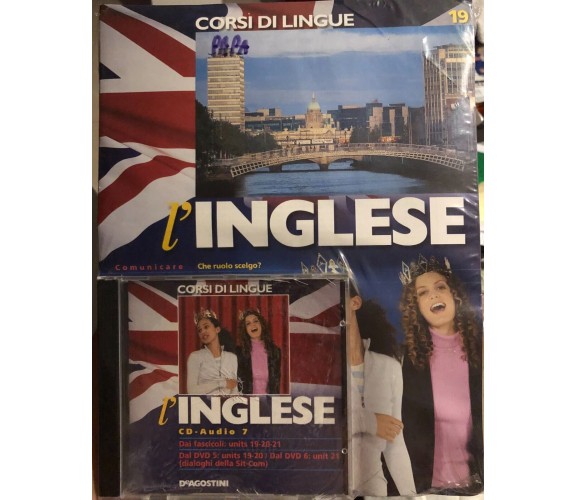 CORSI DI LINGUE
19
PAPA
l'INGLESE
Comunicare Che ruolo scelgo?
CORSI DI LINGUE
l'INGLESE
CD-Audio 7
Dai fascicoli: units 19-20-21
Dal DVD 5: units 19-20 / Dal DVD 6: unit 21
(dialoghi della Sit-Com)
DeAGOSTINI